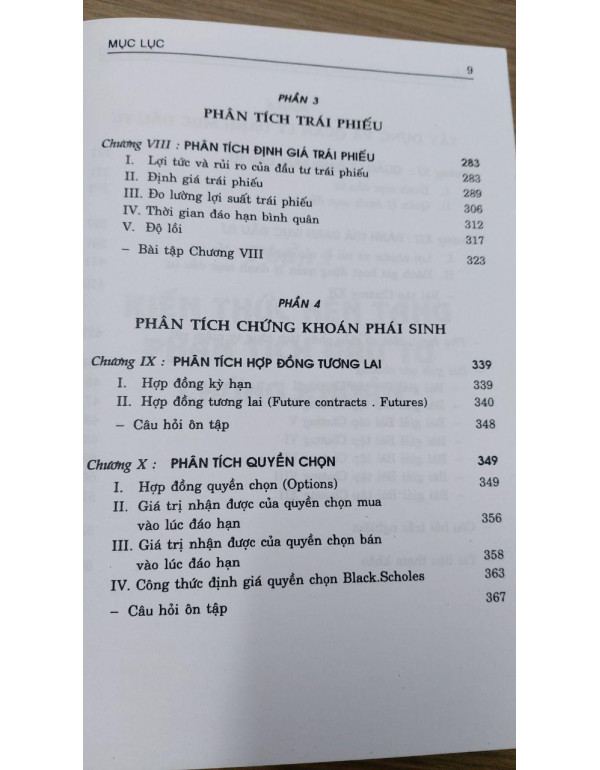 MỤC LỤC 9
PHẦN 3
PHÂN TÍCH TRÁI PHIẾU
Chương VIII : PHÂN TÍCH ĐỊNH GIÁ TRÁI PHIẾU 283
I. Lợi tức và rủi ro của đầu tư trái phiếu 283
II. Định giá trái phiếu 289
III. Đo lường lợi suất trái phiếu 306
IV. Thời gian đáo hạn bình quân 312
V. Độ lồi 317
– Bài tập Chương VIII 323
PHẦN 4
PHÂN TÍCH CHỨNG KHOÁN PHÁI SINH
Chương IX : PHÂN TÍCH HỢP ĐỒNG TƯƠNG LAI 339
I. Hợp đồng kỳ hạn 339
II. Hợp đồng tương lai (Future contracts . Futures) 340
– Câu hỏi ôn tập 348
Chương X : PHÂN TÍCH QUYỀN CHỌN 349
I. Hợp đồng quyền chọn (Options) 349
II. Giá trị nhận được của quyền chọn mua
vào lúc đáo hạn 356
III. Giá trị nhận được của quyền chọn bán
vào lúc đáo hạn 358
IV. Công thức định giá quyền chọn Black.Scholes 363
– Câu hỏi ôn tập 367